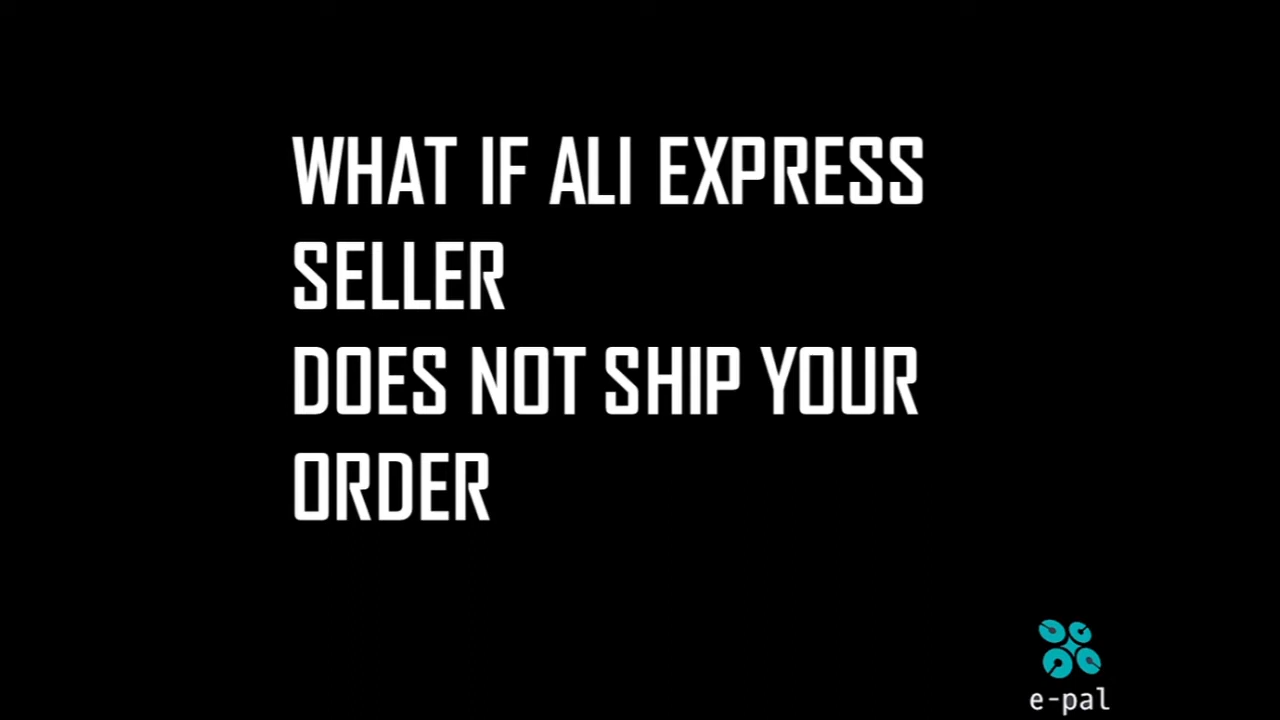 WHAT IF ALI EXPRESS
SELLER
DOES NOT SHIP YOUR
ORDER
e-pal